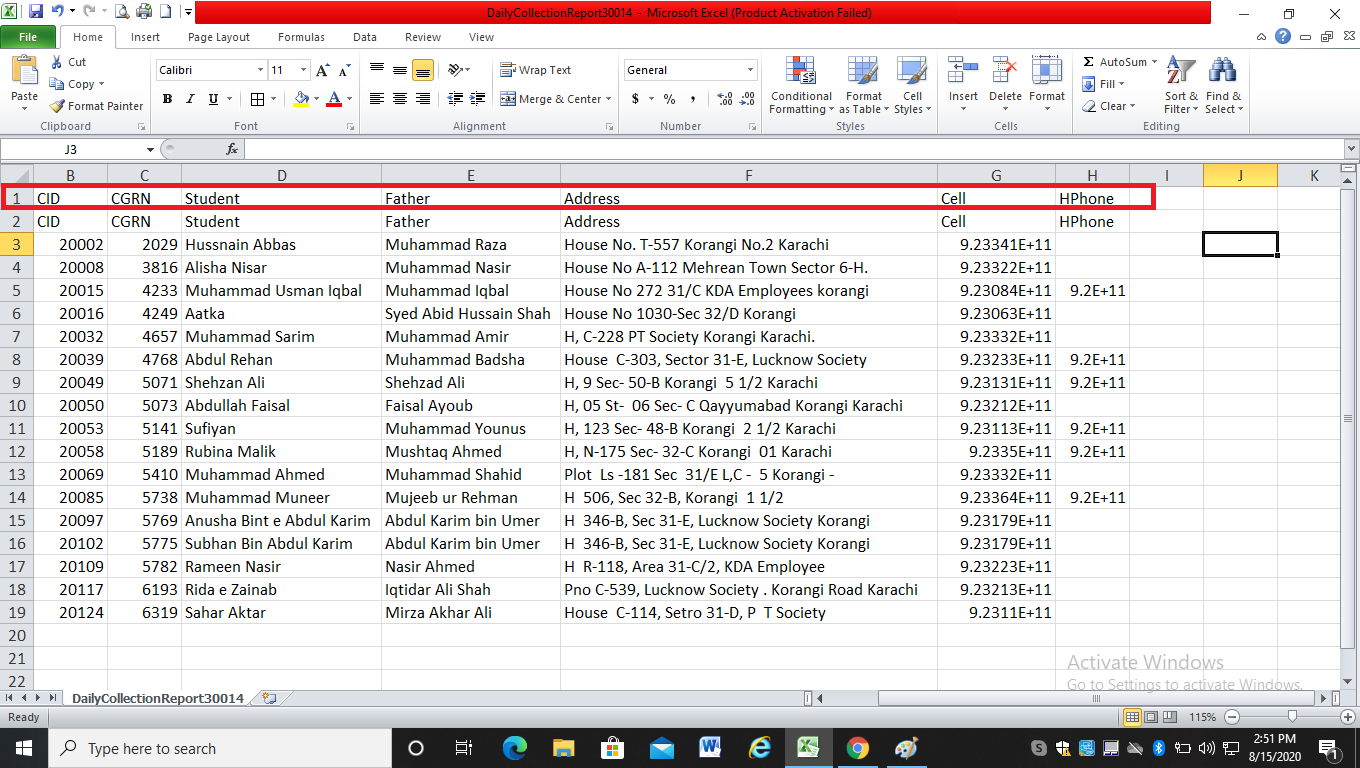 DailyCollectionReport30014 - Microsoft Excel (Product Activation Failed)
File Home Insert Page Layout Formulas Data Review View
Paste Cut Copy Format Painter Clipboard
Calibri 11 B I U Font
Wrap Text Merge & Center Alignment
General $ % , Number
Conditional Formatting Format as Table Cell Styles Styles
Insert Delete Format Cells
Σ AutoSum Fill Clear Sort & Filter Find & Select Editing
J3 fx
B C D E F G H I J K
1 CID CGRN Student Father Address Cell HPhone
2 CID CGRN Student Father Address Cell HPhone
3 20002 2029 Hussnain Abbas Muhammad Raza House No. T-557 Korangi No.2 Karachi 9.23341E+11
4 20008 3816 Alisha Nisar Muhammad Nasir House No A-112 Mehrean Town Sector 6-H. 9.23322E+11
5 20015 4233 Muhammad Usman Iqbal Muhammad Iqbal House No 272 31/C KDA Employees korangi 9.23084E+11 9.2E+11
6 20016 4249 Aatka Syed Abid Hussain Shah House No 1030-Sec 32/D Korangi 9.23063E+11
7 20032 4657 Muhammad Sarim Muhammad Amir H, C-228 PT Society Korangi Karachi. 9.23332E+11
8 20039 4768 Abdul Rehan Muhammad Badsha House C-303, Sector 31-E, Lucknow Society 9.23233E+11 9.2E+11
9 20049 5071 Shehzan Ali Shehzad Ali H, 9 Sec- 50-B Korangi 5 1/2 Karachi 9.23131E+11 9.2E+11
10 20050 5073 Abdullah Faisal Faisal Ayoub H, 05 St- 06 Sec- C Qayyumabad Korangi Karachi 9.23212E+11
11 20053 5141 Sufiyan Muhammad Younus H, 123 Sec- 48-B Korangi 2 1/2 Karachi 9.23113E+11 9.2E+11
12 20058 5189 Rubina Malik Mushtaq Ahmed H, N-175 Sec- 32-C Korangi 01 Karachi 9.2335E+11 9.2E+11
13 20069 5410 Muhammad Ahmed Muhammad Shahid Plot Ls -181 Sec 31/E L,C - 5 Korangi - 9.23332E+11
14 20085 5738 Muhammad Muneer Mujeeb ur Rehman H 506, Sec 32-B, Korangi 1 1/2 9.23364E+11 9.2E+11
15 20097 5769 Anusha Bint e Abdul Karim Abdul Karim bin Umer H 346-B, Sec 31-E, Lucknow Society Korangi 9.23179E+11
16 20102 5775 Subhan Bin Abdul Karim Abdul Karim bin Umer H 346-B, Sec 31-E, Lucknow Society Korangi 9.23179E+11
17 20109 5782 Rameen Nasir Nasir Ahmed H R-118, Area 31-C/2, KDA Employee 9.23223E+11
18 20117 6193 Rida e Zainab Iqtidar Ali Shah Pno C-539, Lucknow Society . Korangi Road Karachi 9.23213E+11
19 20124 6319 Sahar Aktar Mirza Akhar Ali House C-114, Setro 31-D, P T Society 9.2311E+11
20
21
22
Activate Windows
Go to Settings to activate Windows.
DailyCollectionReport30014
Ready 115%
Type here to search
2:51 PM
8/15/2020
1